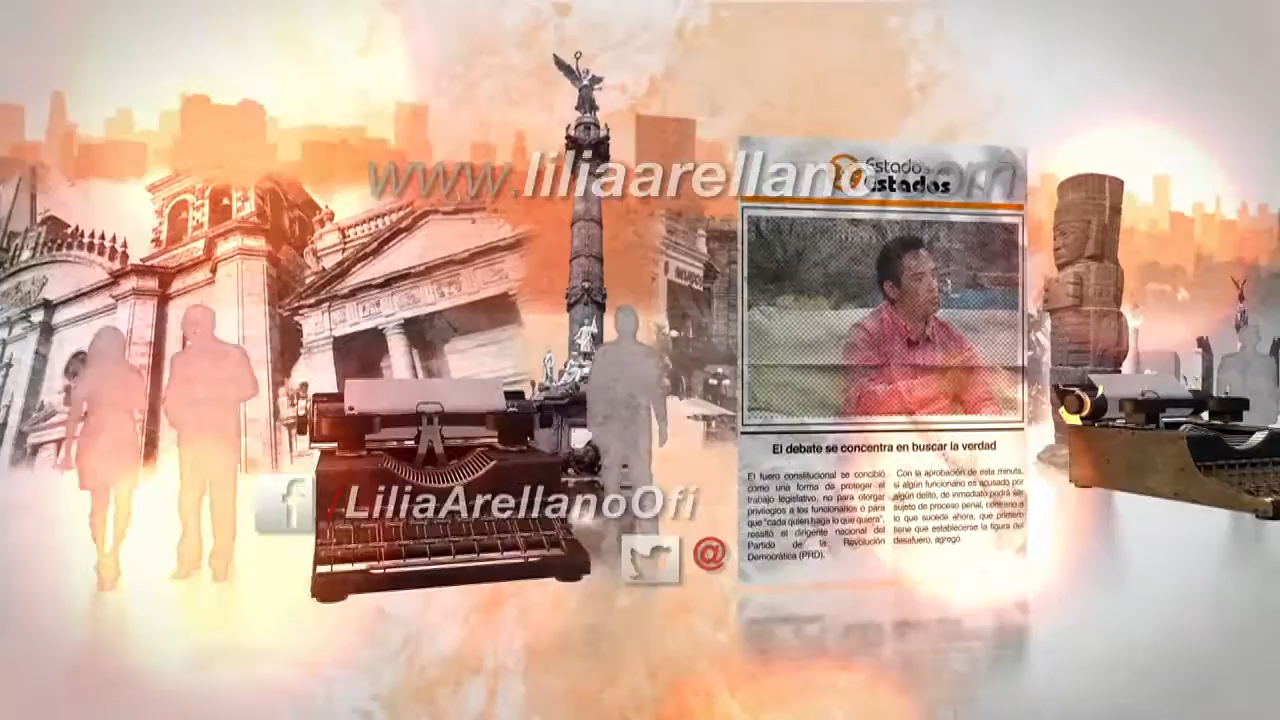 www.liliaarellano
om
Estado
Estados
El debate se concentra en buscar la verdad
El fuero constitucional se concibió
como una forma de proteger el
trabajo legislativo, no para otorgar
privilegios a los funcionarios o para
que "cada quien haga lo que quiera",
resaltó el dirigente nacional del
Partido de la Revolución
Democrática (PRD).
Con la aprobación de esta minuta,
si algún funcionario es acusado por
algún delito, de inmediato podrá ser
sujeto de proceso penal, contrario a
lo que sucede ahora, que primero
tiene que establecerse la figura del
desafuero, agregó.
f /LiliaArellanoOfi
@